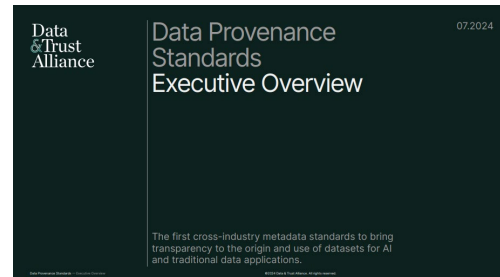 Data
&Trust
Alliance
Data Provenance
Standards
Executive Overview
07.2024
The first cross-industry metadata standards to bring
transparency to the origin and use of datasets for AI
and traditional data applications.
Data Provenance Standards — Executive Overview
©2024 Data & Trust Alliance. All rights reserved